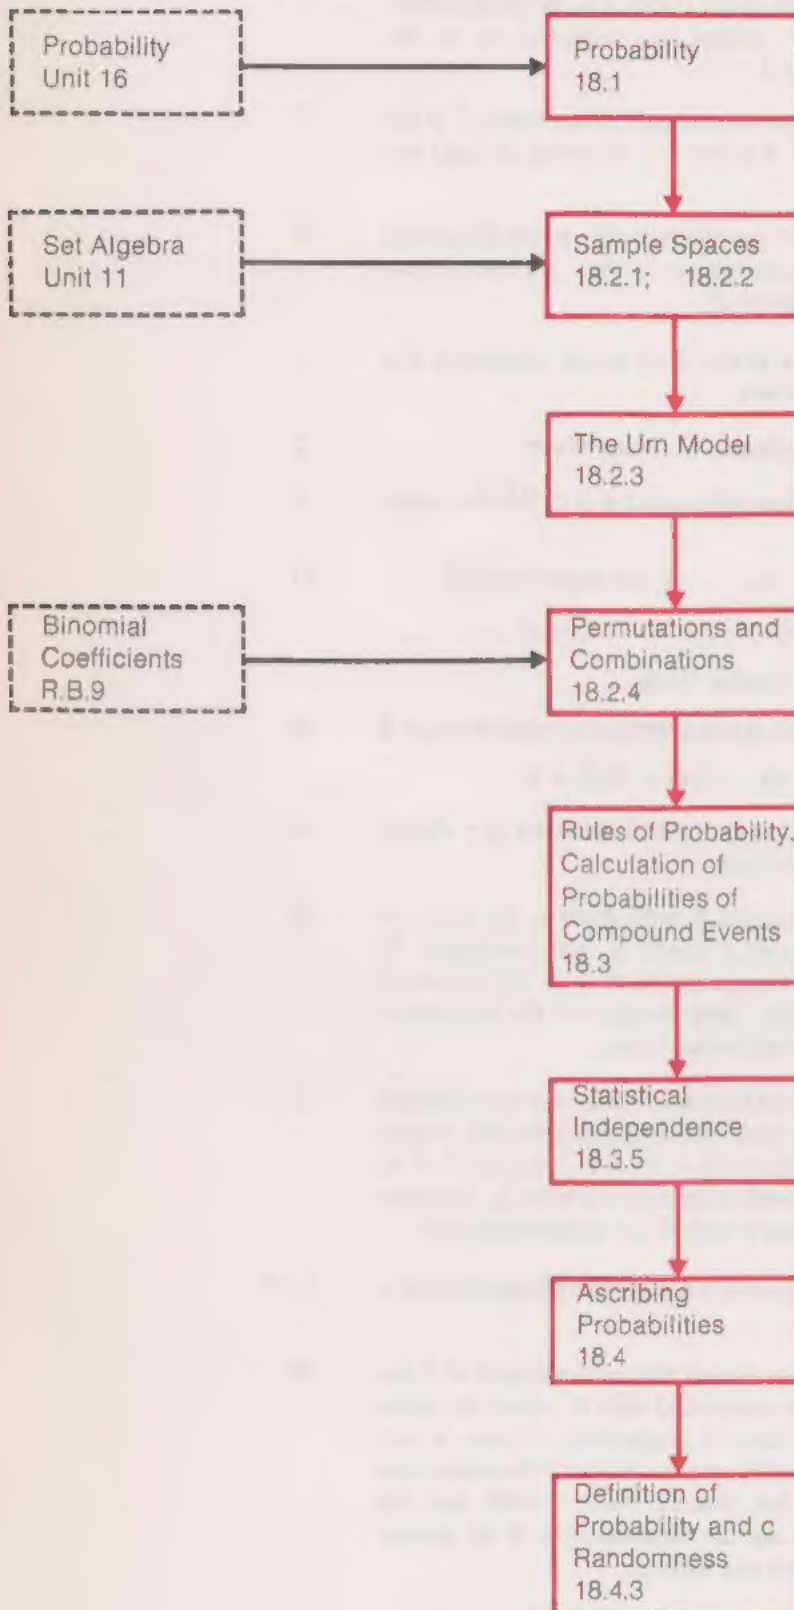 Probability
Unit 16
Probability
18.1
Set Algebra
Unit 11
Sample Spaces
18.2.1; 18.2.2
The Urn Model
18.2.3
Binomial
Coefficients
R.B.9
Permutations and
Combinations
18.2.4
Rules of Probability.
Calculation of
Probabilities of
Compound Events
18.3
Statistical
Independence
18.3.5
Ascribing
Probabilities
18.4
Definition of
Probability and
Randomness
18.4.3